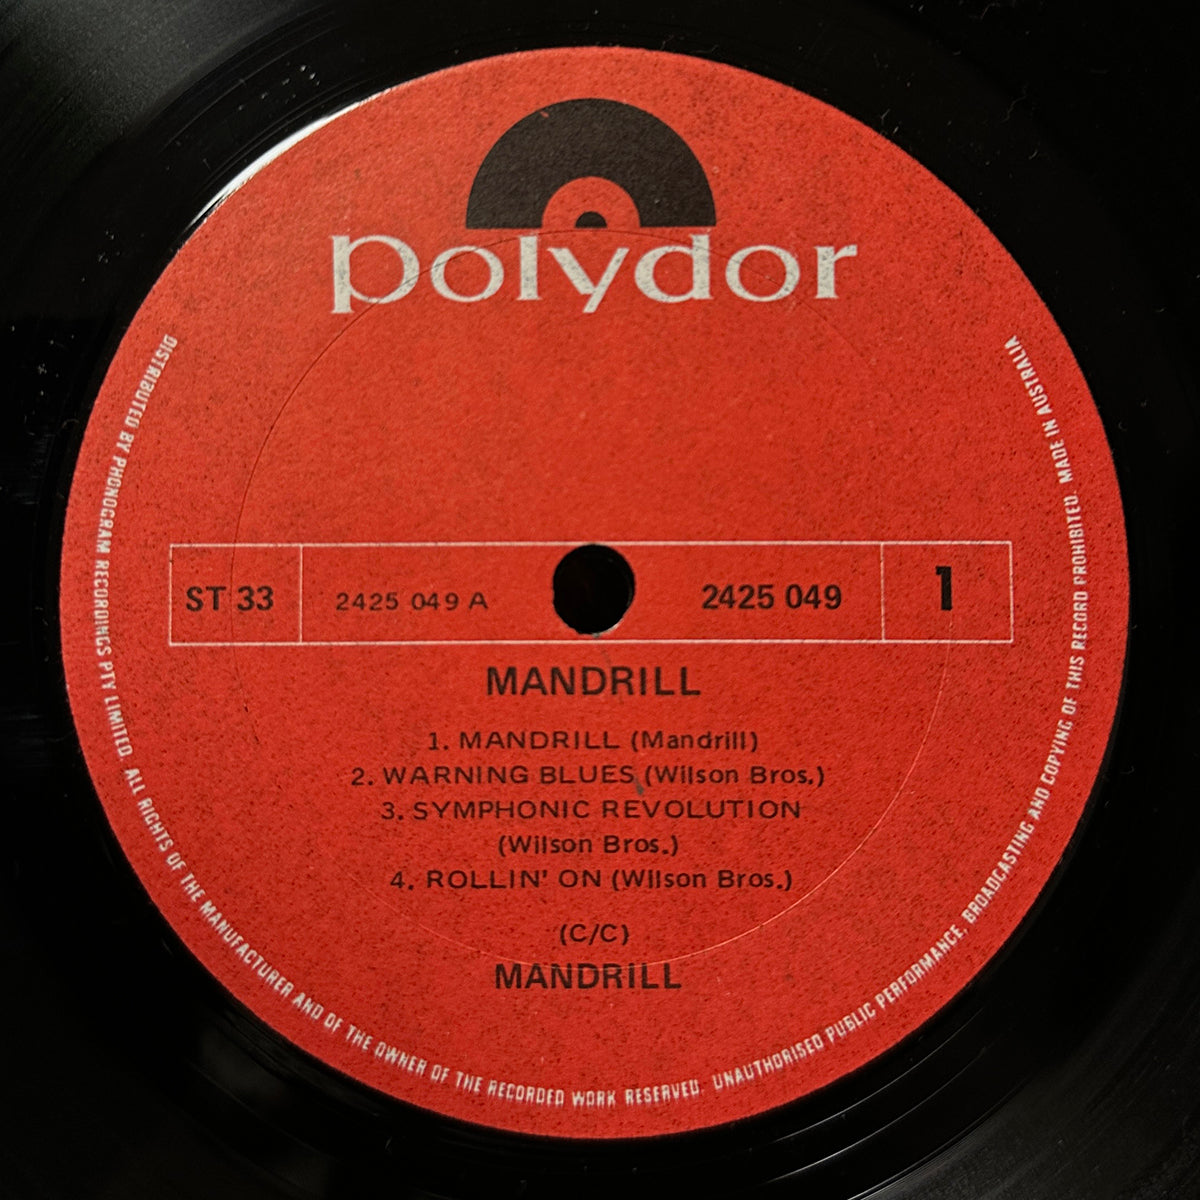 polydor
ST 33 2425 049 A 2425 049 1
MANDRILL
1. MANDRILL (Mandrill)
2. WARNING BLUES (Wilson Bros.)
3. SYMPHONIC REVOLUTION
(Wilson Bros.)
4. ROLLIN' ON (Wilson Bros.)
(C/C)
MANDRILL
DISTRIBUTED BY PHONOGRAM RECORDINGS PTY LIMITED. ALL RIGHTS OF THE MANUFACTURER AND OF THE OWNER OF THE RECORDED WORK RESERVED. UNAUTHORISED PUBLIC PERFORMANCE, BROADCASTING AND COPYING OF THIS RECORD PROHIBITED. MADE IN AUSTRALIA